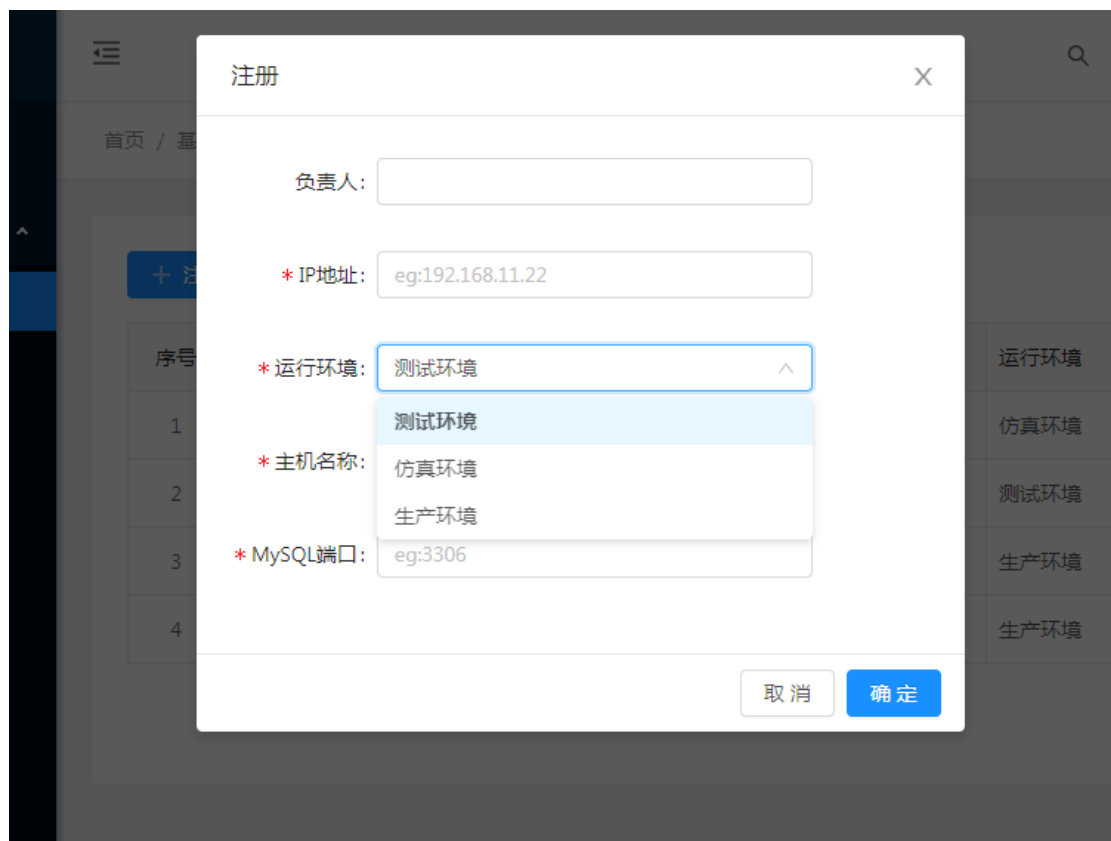 注册
首页 / 基
负责人:
+ 注
* IP地址: eg:192.168.11.22
序号
运行环境
* 运行环境: 测试环境
测试环境
1
仿真环境
* 主机名称:
仿真环境
2
测试环境
生产环境
* MySQL端口: eg:3306
3
生产环境
4
生产环境
取 消
确 定